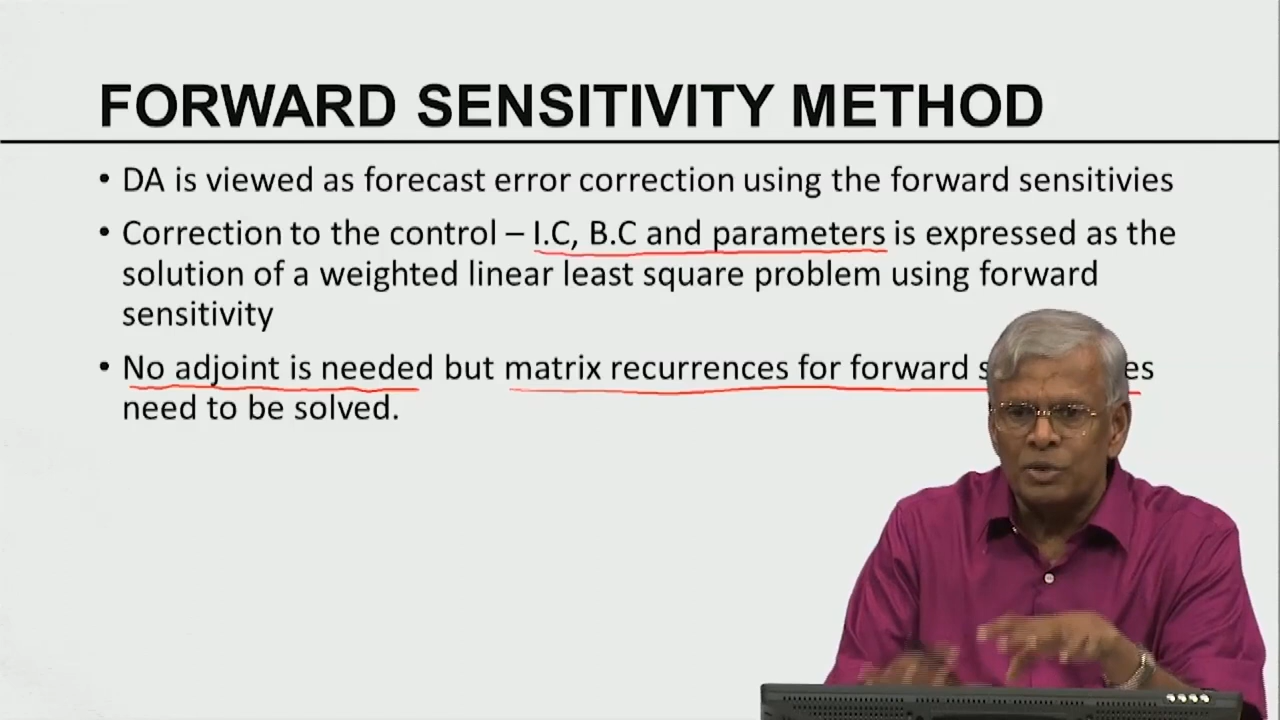 FORWARD SENSITIVITY METHOD
• DA is viewed as forecast error correction using the forward sensitivies
• Correction to the control – I.C, B.C and parameters is expressed as the
solution of a weighted linear least square problem using forward
sensitivity
• No adjoint is needed but matrix recurrences for forward
need to be solved.